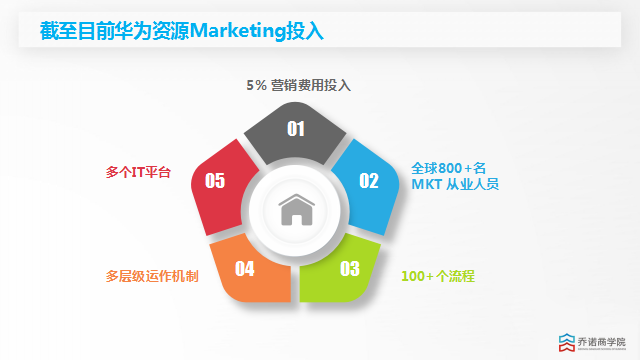 截至目前华为资源Marketing投入
5% 营销费用投入
01
02
全球800+名
MKT 从业人员
03
100+个流程
04
多层级运作机制
05
多个IT平台
乔诺商学院